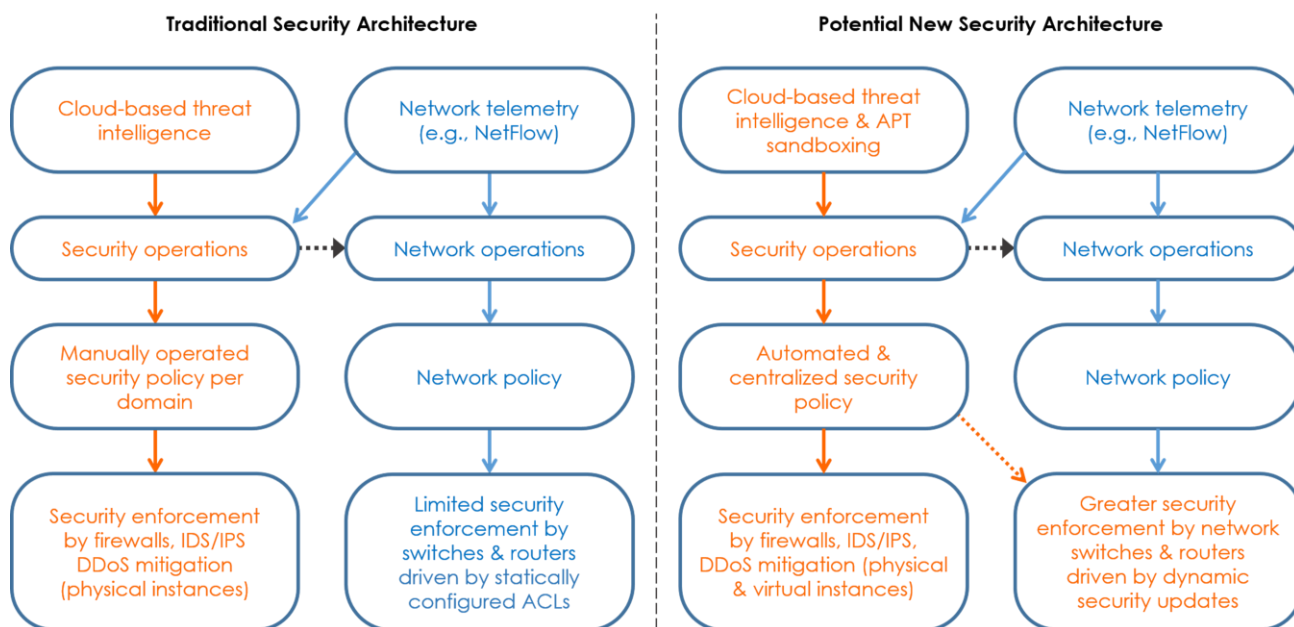 Traditional Security Architecture
Cloud-based threat
intelligence
Network telemetry
(e.g., NetFlow)
Security operations
Network operations
Manually operated
security policy per
domain
Network policy
Security enforcement
by firewalls, IDS/IPS
DDoS mitigation
(physical instances)
Limited security
enforcement by
switches & routers
driven by statically
configured ACLs
Potential New Security Architecture
Cloud-based threat
intelligence & APT
sandboxing
Network telemetry
(e.g., NetFlow)
Security operations
Network operations
Automated &
centralized security
policy
Network policy
Security enforcement
by firewalls, IDS/IPS,
DDoS mitigation (physical
& virtual instances)
Greater security
enforcement by network
switches & routers
driven by dynamic
security updates